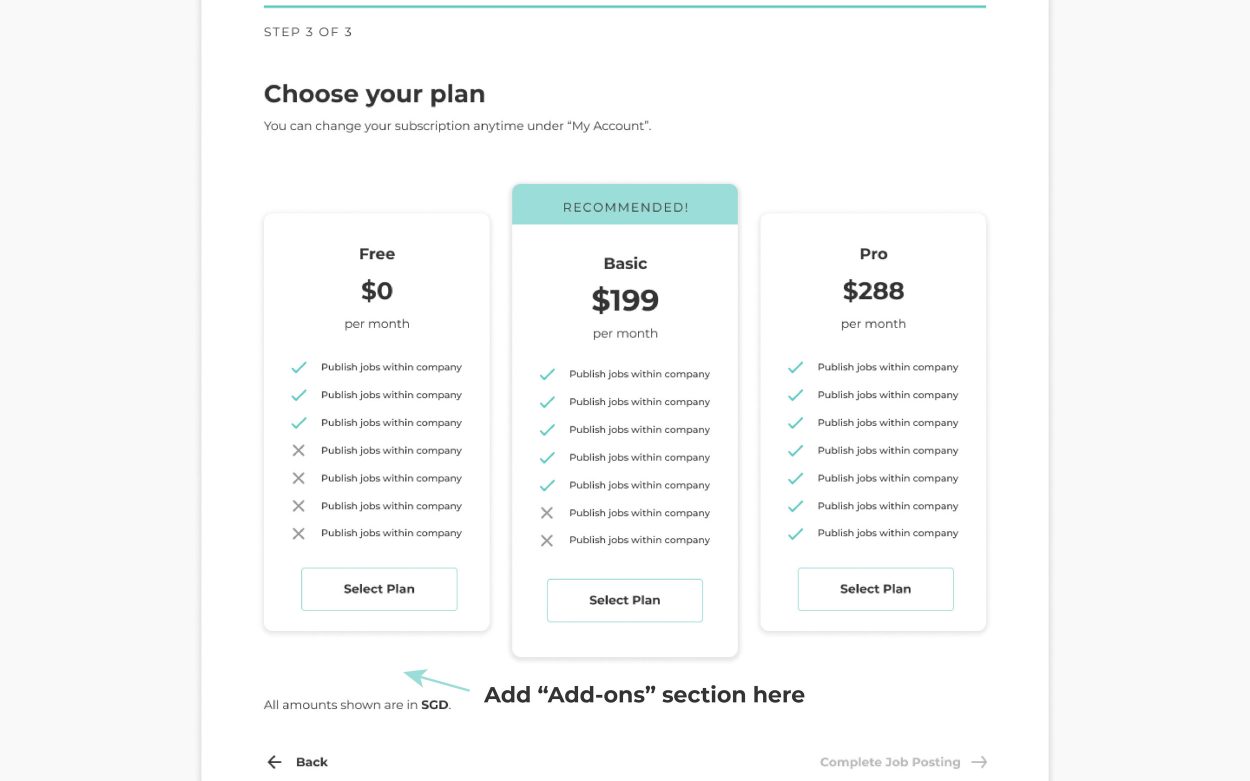 STEP 3 OF 3
Choose your plan
You can change your subscription anytime under “My Account”.
Free
$0
per month
Publish jobs within company
Publish jobs within company
Publish jobs within company
Publish jobs within company
Publish jobs within company
Publish jobs within company
Publish jobs within company
Select Plan
RECOMMENDED!
Basic
$199
per month
Publish jobs within company
Publish jobs within company
Publish jobs within company
Publish jobs within company
Publish jobs within company
Publish jobs within company
Publish jobs within company
Select Plan
Pro
$288
per month
Publish jobs within company
Publish jobs within company
Publish jobs within company
Publish jobs within company
Publish jobs within company
Publish jobs within company
Publish jobs within company
Select Plan
Add “Add-ons” section here
All amounts shown are in SGD.
Back
Complete Job Posting